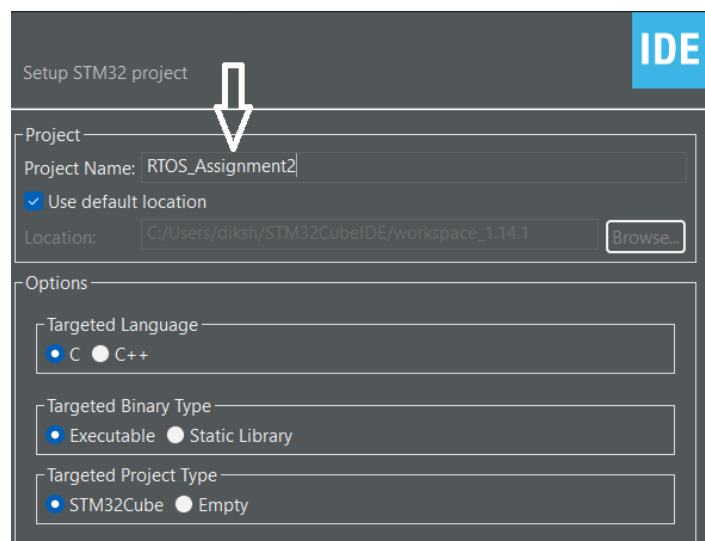 IDE
Setup STM32 project
Project
Project Name: RTOS_Assignment2
Use default location
Location: C:/Users/diksh/STM32CubeIDE/workspace_1.14.1 Browse...
Options
Targeted Language
C C++
Targeted Binary Type
Executable Static Library
Targeted Project Type
STM32Cube Empty